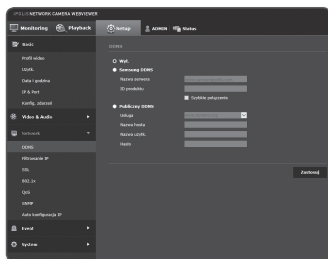 iPOLiS NETWORK CAMERA WEBVIEWER
Monitoring
Playback
Setup
ADMIN
Status
Basic
Profil wideo
Użytk.
Data i godzina
IP & Port
Konfig. zdarzeń
Video & Audio
Network
DDNS
Filtrowanie IP
SSL
802.1x
QoS
SNMP
Auto konfiguracja IP
Event
System
DDNS
Wył.
Samsung DDNS
Nazwa serwera
ID produktu
Szybkie połączenie
Publiczny DDNS
Usługa
Nazwa hosta
Nazwa użytk.
Hasło
Zastosuj